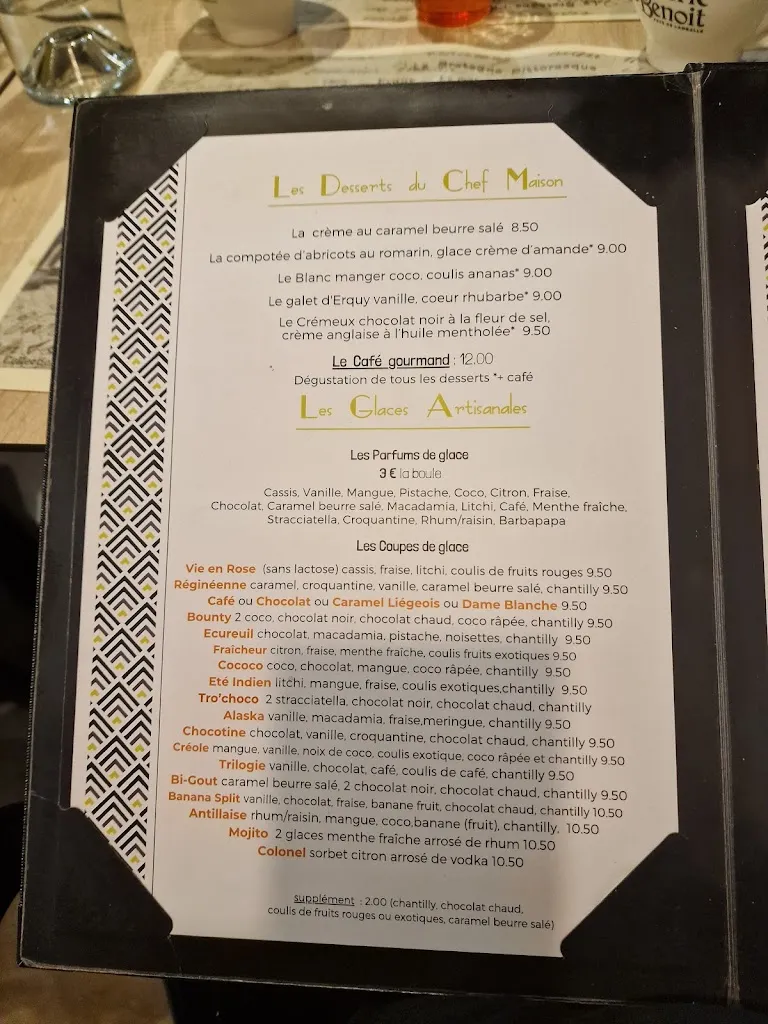 Benoit
Bretagne pittoresque
Les Desserts du Chef Maison
La crème au caramel beurre salé 8.50
La compotée d'abricots au romarin, glace crème d'amande* 9.00
Le Blanc manger coco, coulis ananas* 9.00
Le galet d'Erquy vanille, coeur rhubarbe* 9.00
Le Crémeux chocolat noir à la fleur de sel,
crème anglaise à l'huile mentholée* 9.50
Le Café gourmand : 12.00
Dégustation de tous les desserts *+ café
Les Glaces Artisanales
Les Parfums de glace
3 € la boule
Cassis, Vanille, Mangue, Pistache, Coco, Citron, Fraise,
Chocolat, Caramel beurre salé, Macadamia, Litchi, Café, Menthe fraîche,
Stracciatella, Croquantine, Rhum/raisin, Barbapapa
Les Coupes de glace
Vie en Rose (sans lactose) cassis, fraise, litchi, coulis de fruits rouges 9.50
Réginéenne caramel, croquantine, vanille, caramel beurre salé, chantilly 9.50
Café ou Chocolat ou Caramel Liégeois ou Dame Blanche 9.50
Bounty 2 coco, chocolat noir, chocolat chaud, coco râpée, chantilly 9.50
Ecureuil chocolat, macadamia, pistache, noisettes, chantilly 9.50
Fraîcheur citron, fraise, menthe fraîche, coulis fruits exotiques 9.50
Cococo coco, chocolat, mangue, coco râpée, chantilly 9.50
Eté Indien litchi, mangue, fraise, coulis exotiques,chantilly 9.50
Tro'choco 2 stracciatella, chocolat noir, chocolat chaud, chantilly
Alaska vanille, macadamia, fraise,meringue, chantilly 9.50
Chocotine chocolat, vanille, croquantine, chocolat chaud, chantilly 9.50
Créole mangue, vanille, noix de coco, coulis exotique, coco râpée et chantilly 9.50
Trilogie vanille, chocolat, café, coulis de café, chantilly 9.50
Bi-Gout caramel beurre salé, 2 chocolat noir, chocolat chaud, chantilly 9.50
Banana Split vanille, chocolat, fraise, banane fruit, chocolat chaud, chantilly 10.50
Antillaise rhum/raisin, mangue, coco,banane (fruit), chantilly. 10.50
Mojito 2 glaces menthe fraîche arrosé de rhum 10.50
Colonel sorbet citron arrosé de vodka 10.50
supplément : 2.00 (chantilly, chocolat chaud,
coulis de fruits rouges ou exotiques, caramel beurre salé)